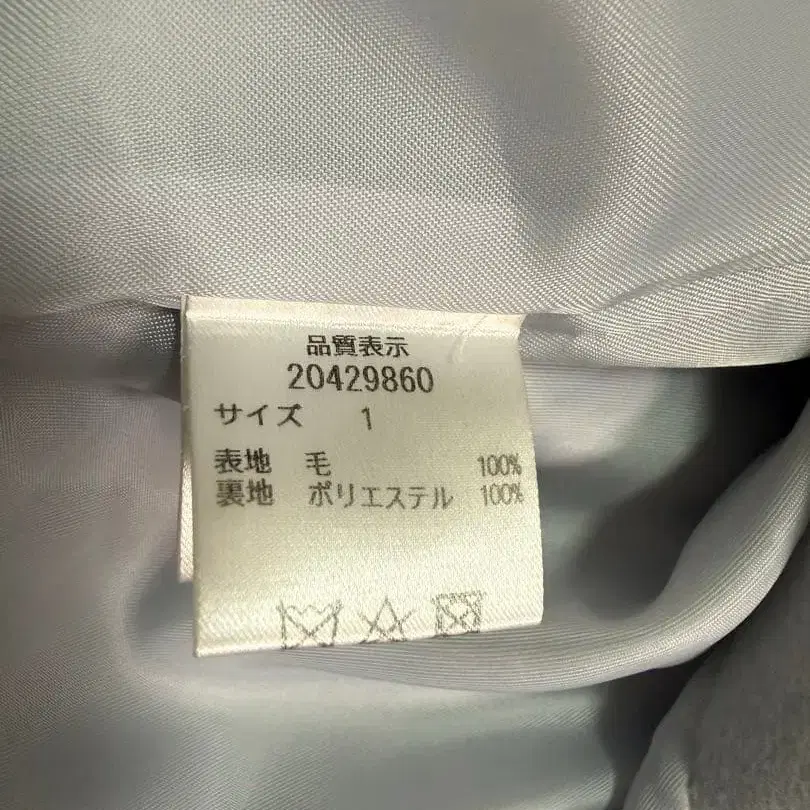 品質表示
20429860
サイズ 1
表地 毛 100%
裏地 ポリエステル 100%